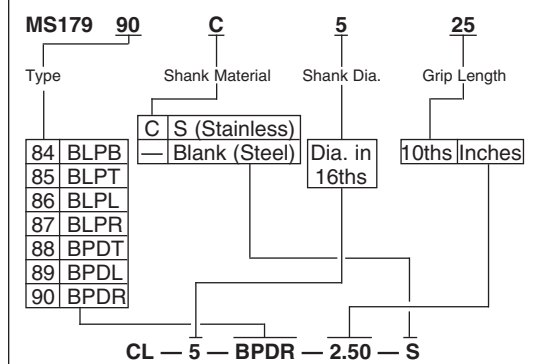 MS179 90 C 5 25
Type Shank Material Shank Dia. Grip Length
C S (Stainless)
— Blank (Steel) Dia. in 10ths Inches
84 BLPB 16ths
85 BLPT
86 BLPL
87 BLPR
88 BPDT
89 BPDL
90 BPDR
CL — 5 — BPDR — 2.50 — S